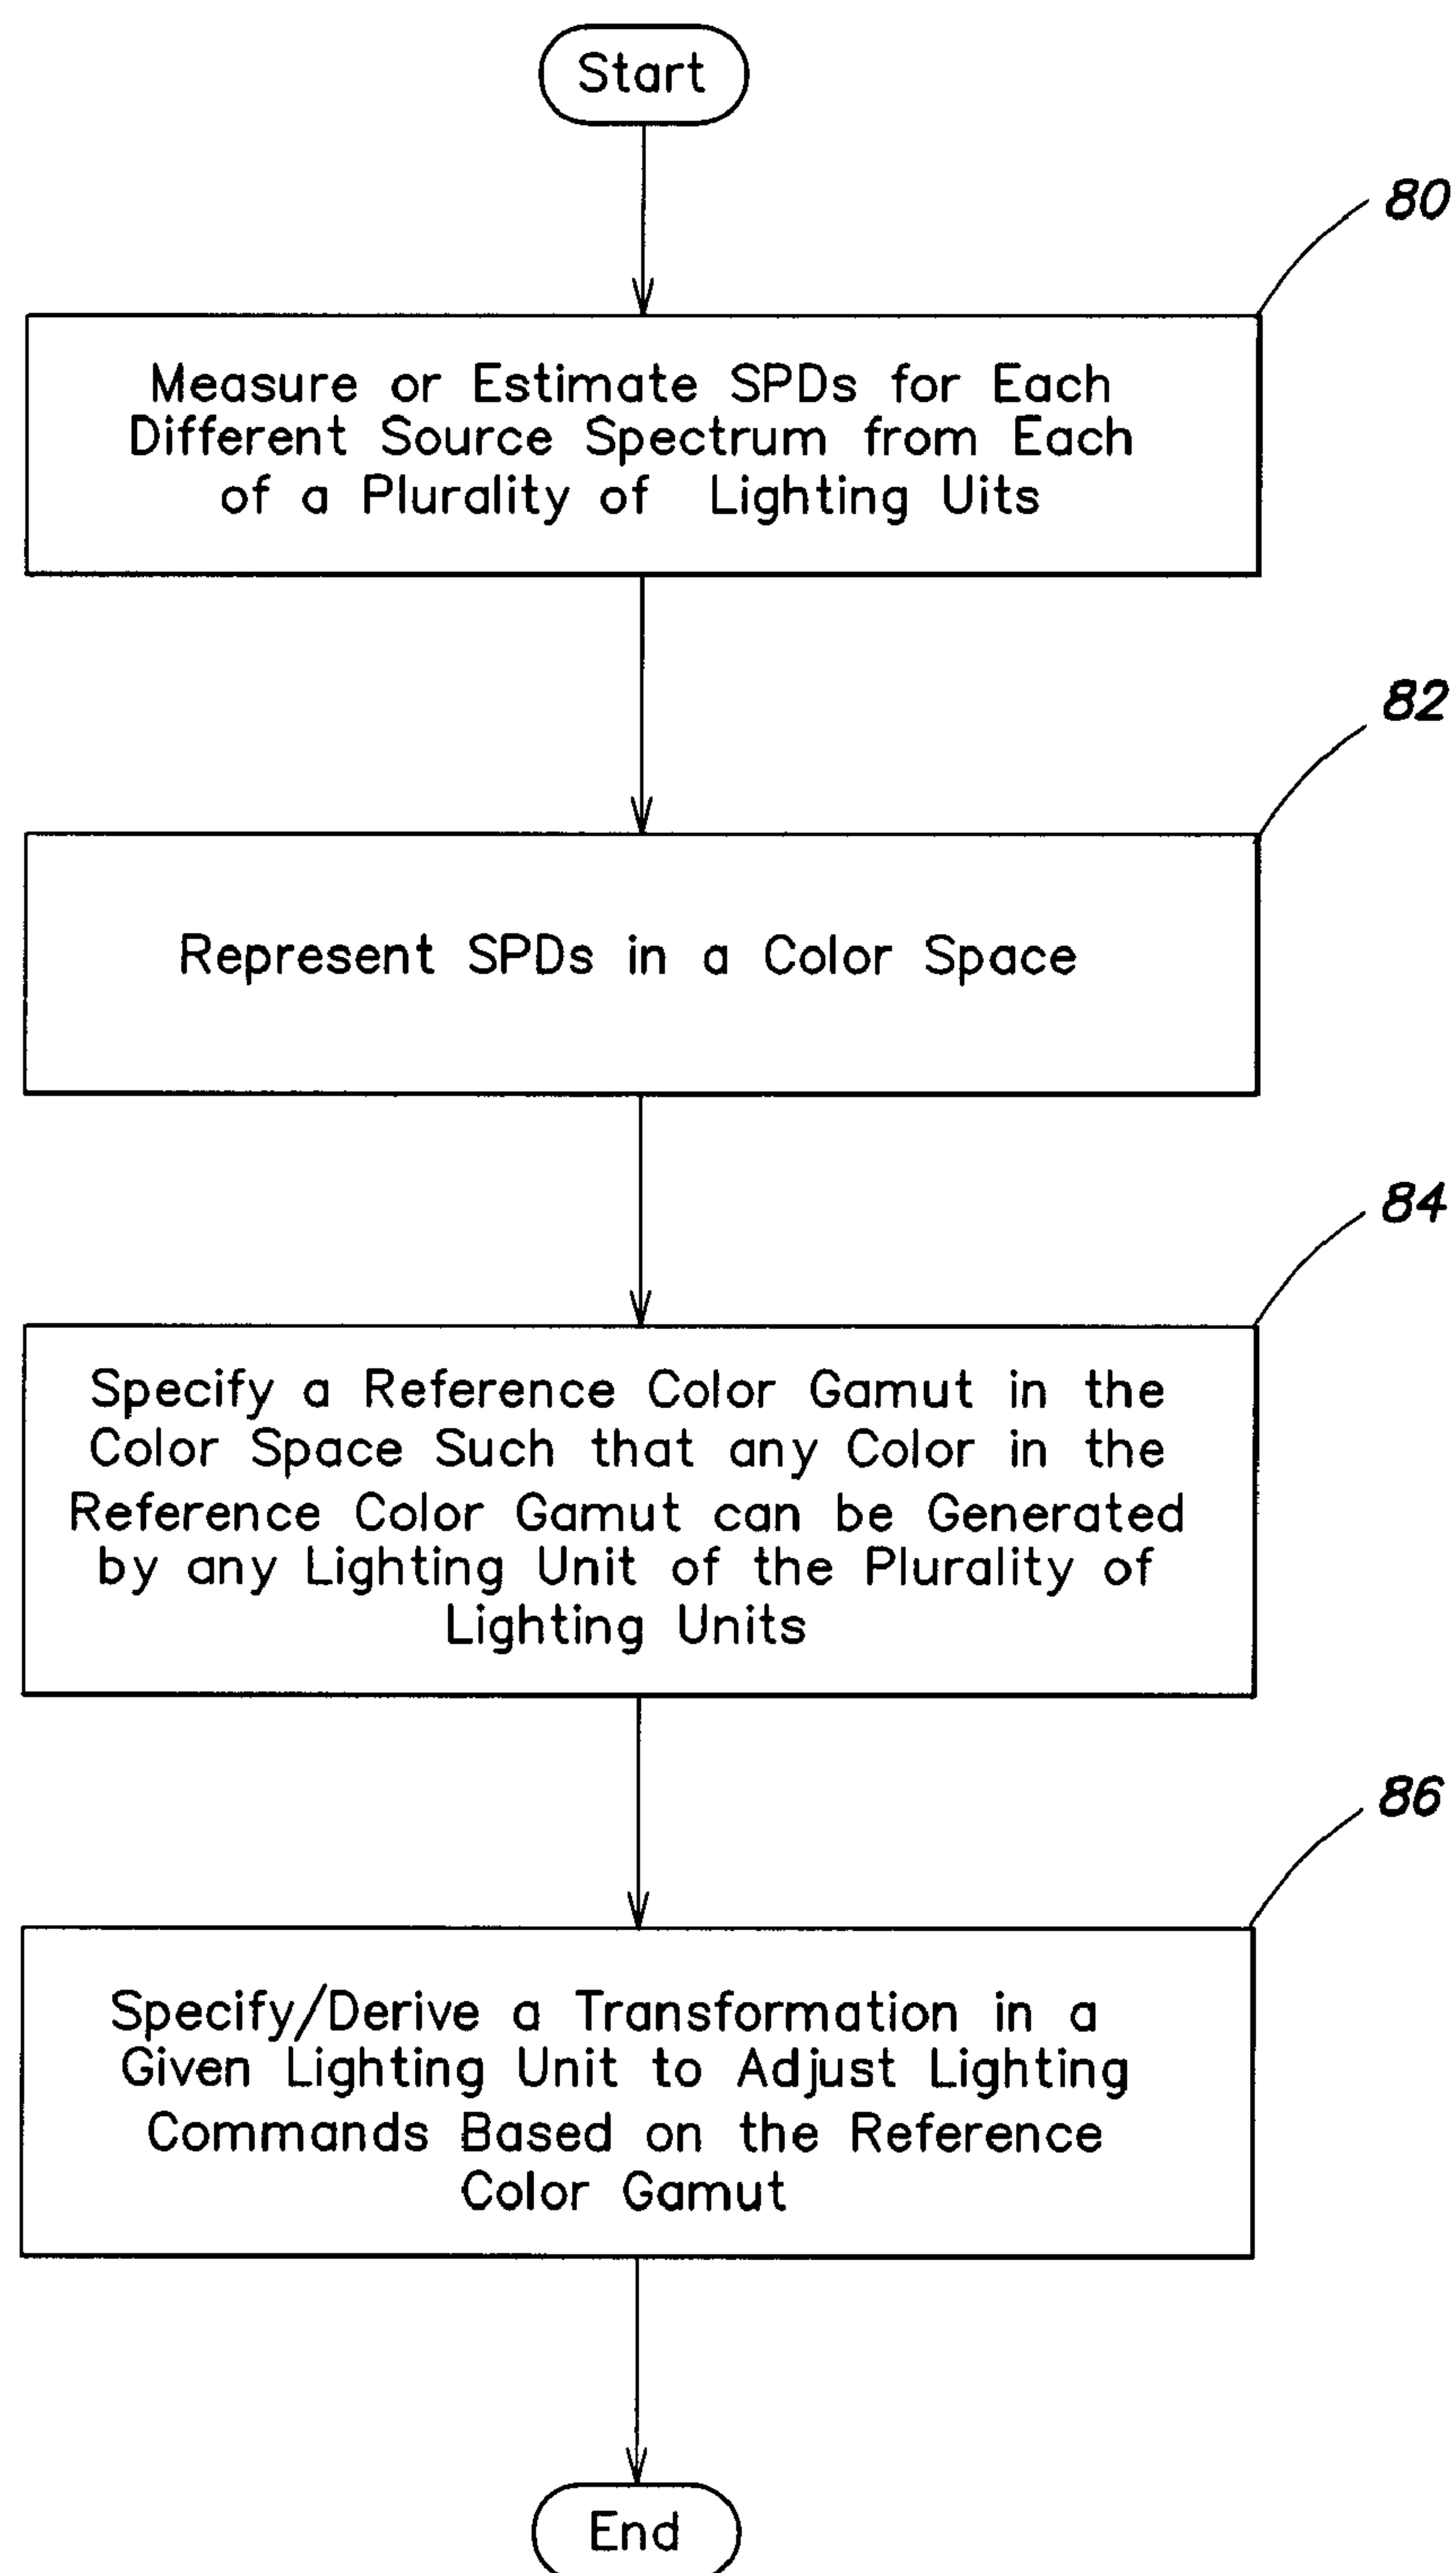 Start
80
Measure or Estimate SPDs for Each
Different Source Spectrum from Each
of a Plurality of Lighting Uits
82
Represent SPDs in a Color Space
84
Specify a Reference Color Gamut in the
Color Space Such that any Color in the
Reference Color Gamut can be Generated
by any Lighting Unit of the Plurality of
Lighting Units
86
Specify/Derive a Transformation in a
Given Lighting Unit to Adjust Lighting
Commands Based on the Reference
Color Gamut
End